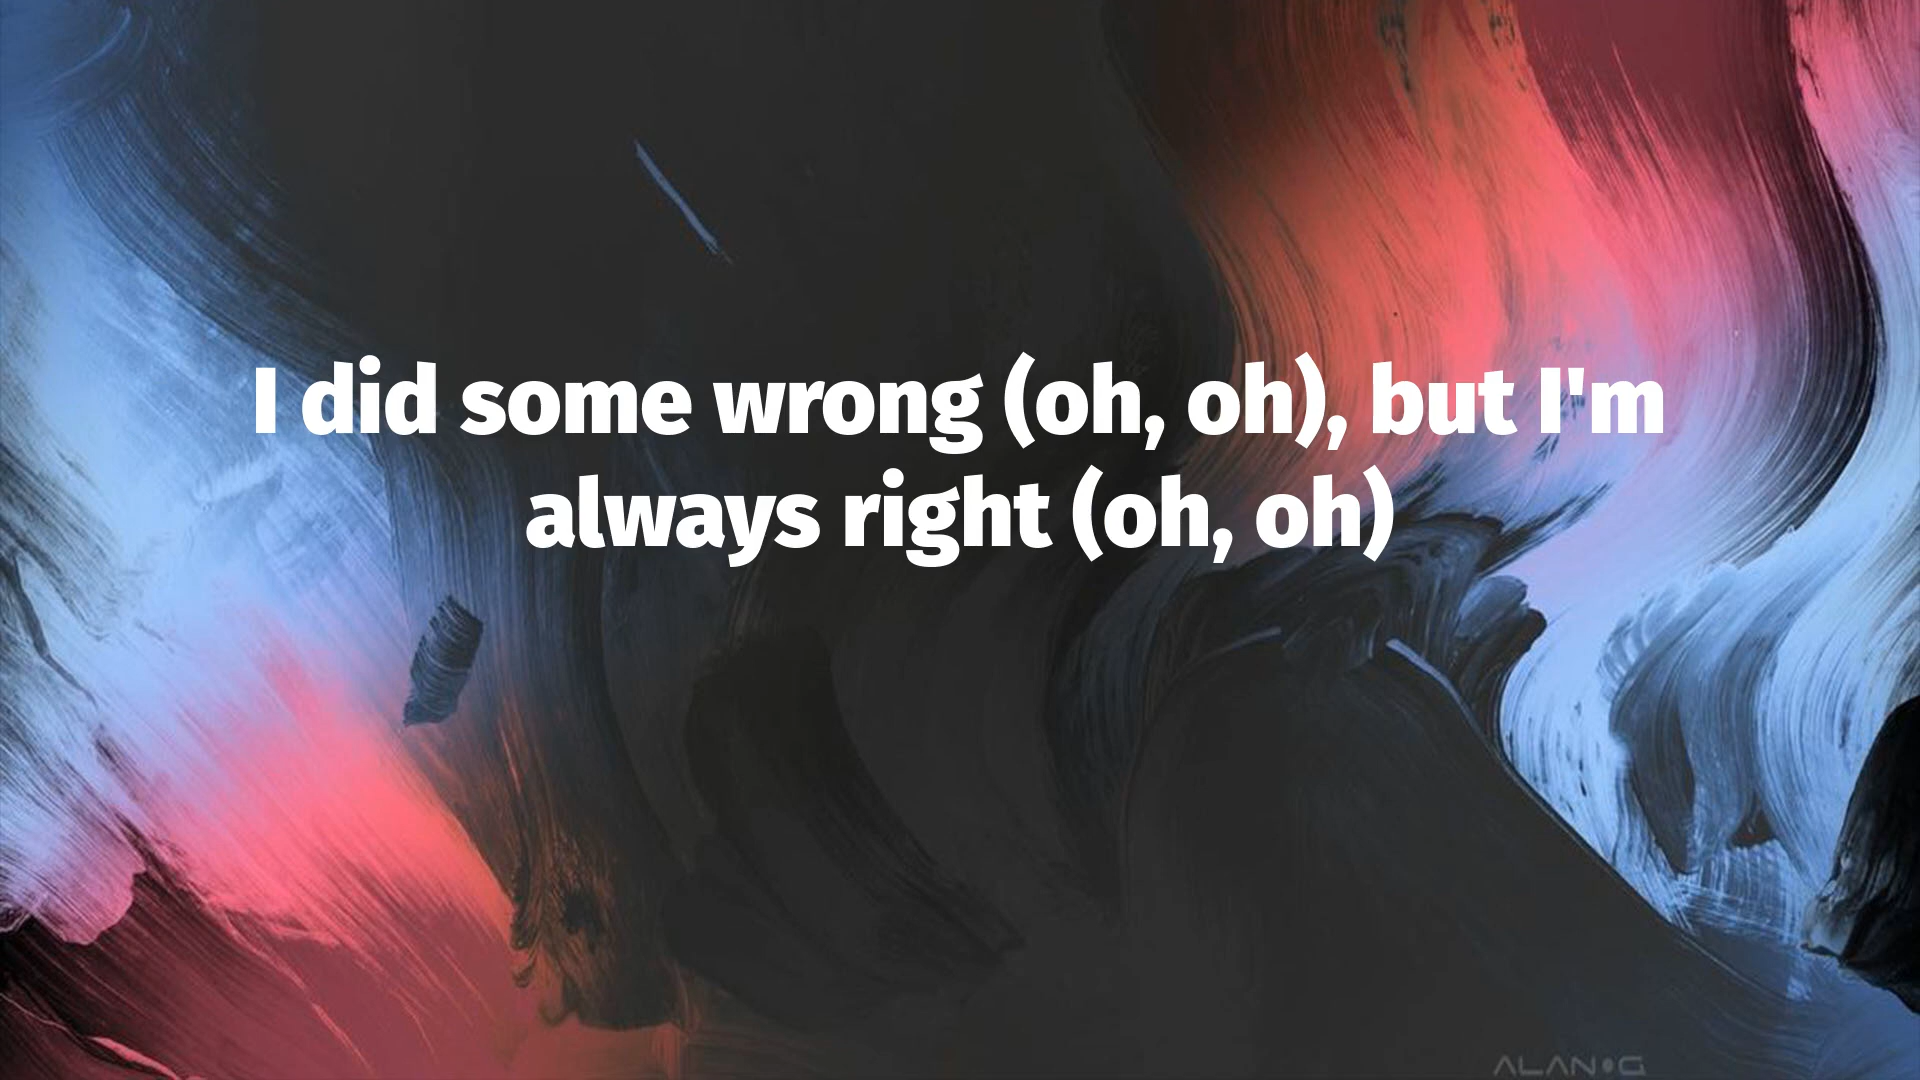 I did some wrong (oh, oh), but I'm
always right (oh, oh)
ALAN•G